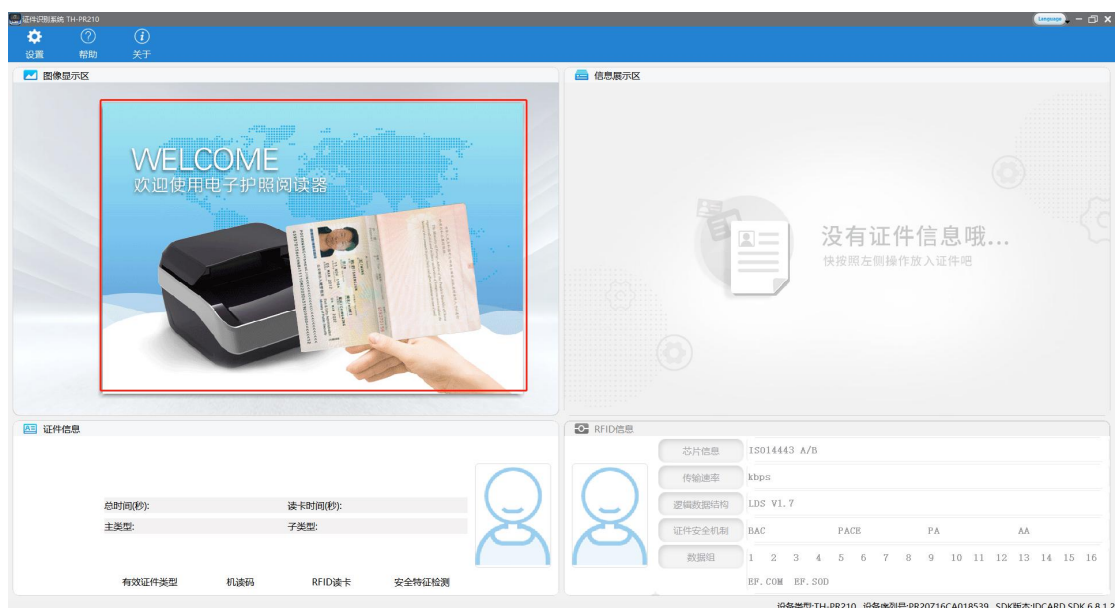 证件识别系统 TH-PR210
Language
设置 帮助 关于
图像显示区
信息展示区
WELCOME
欢迎使用电子护照阅读器
没有证件信息哦...
快按照左侧操作放入证件吧
证件信息
总时间(秒): 读卡时间(秒):
主类型: 子类型:
有效证件类型 机读码 RFID读卡 安全特征检测
RFID信息
芯片信息 ISO14443 A/B
传输速率 kbps
逻辑数据结构 LDS V1.7
证件安全机制 BAC PACE PA AA
数据组 1 2 3 4 5 6 7 8 9 10 11 12 13 14 15 16
EF.COM EF.SOD
设备类型:TH-PR210 设备序列号:PR20716CA018539 SDK版本:IDCARD SDK 6.8.1.2